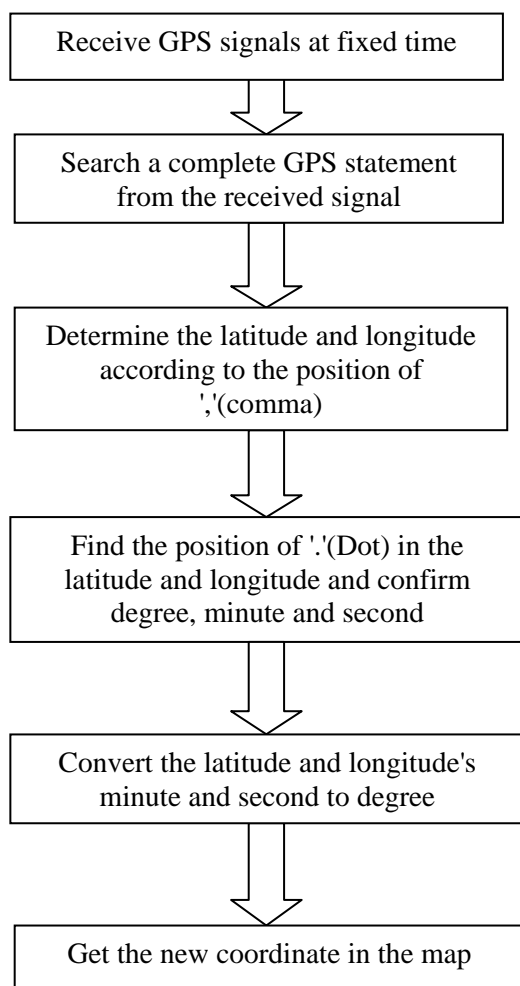 Receive GPS signals at fixed time
Search a complete GPS statement
from the received signal
Determine the latitude and longitude
according to the position of
','(comma)
Find the position of '.'(Dot) in the
latitude and longitude and confirm
degree, minute and second
Convert the latitude and longitude's
minute and second to degree
Get the new coordinate in the map